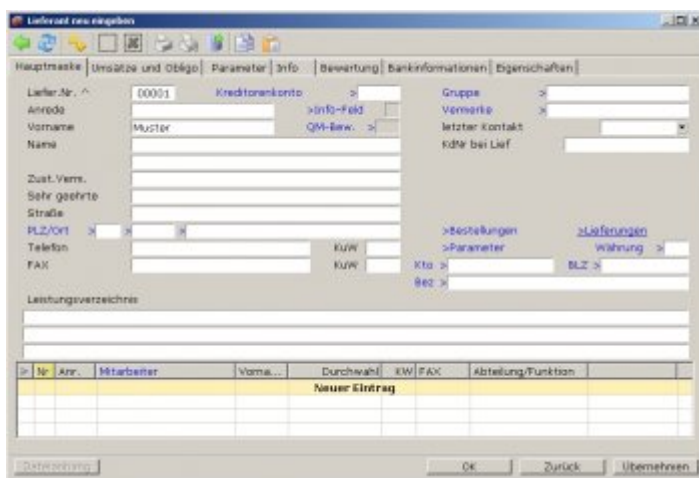 Lieferant neu eingeben
Hauptmaske Umsätze und Obligo Parameter Info Bewertung Bankinformationen Eigenschaften
Liefer.Nr. ^ 00001 Kreditorenkonto > Gruppe >
Anrede >Info-Feld Vermerke >
Vorname Muster QM-Bew. > letzter Kontakt
Name KdNr bei Lief
Zust.Verm.
Sehr geehrte
Straße
PLZ/Ort > > > >Bestellungen >Lieferungen
Telefon KuW >Parameter Währung >
FAX KuW Kto > BLZ >
Bez >
Leistungsverzeichnis
> Nr Anr. Mitarbeiter Vorna... Durchwahl KW FAX Abteilung/Funktion
Neuer Eintrag
Dateianhang OK Zurück Übernehmen